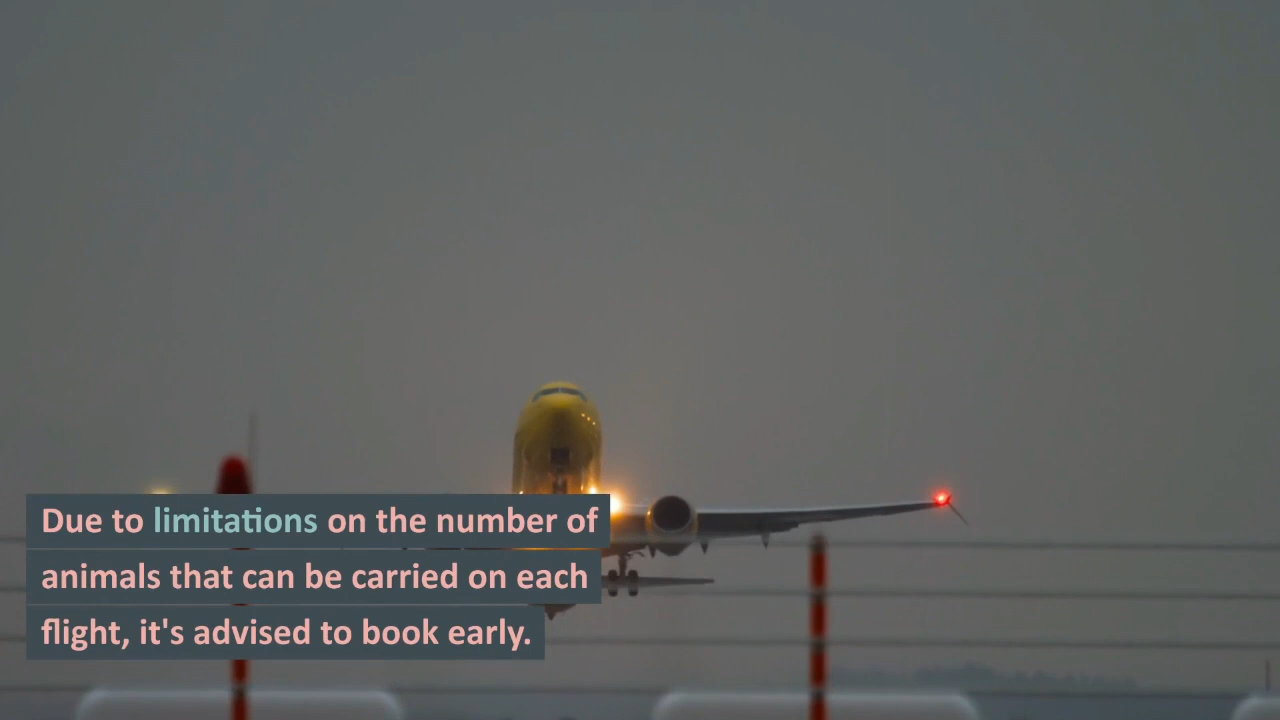 Due to limitations on the number of
animals that can be carried on each
flight, it's advised to book early.